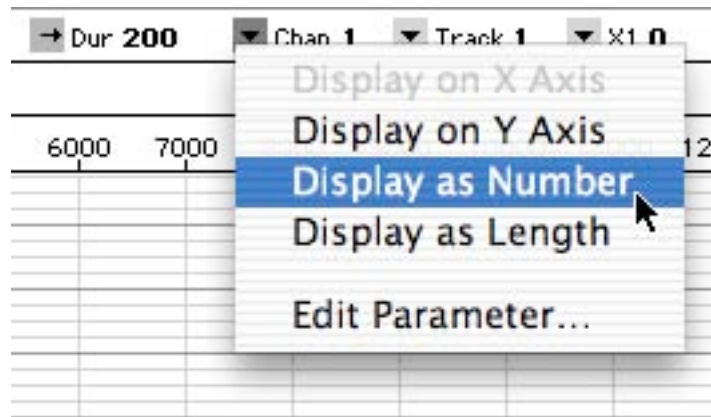 → Dur 200 ▼ Chan 1 ▼ Track 1 ▼ X1 0
6000 7000 12
Display on X Axis
Display on Y Axis
Display as Number
Display as Length
Edit Parameter...